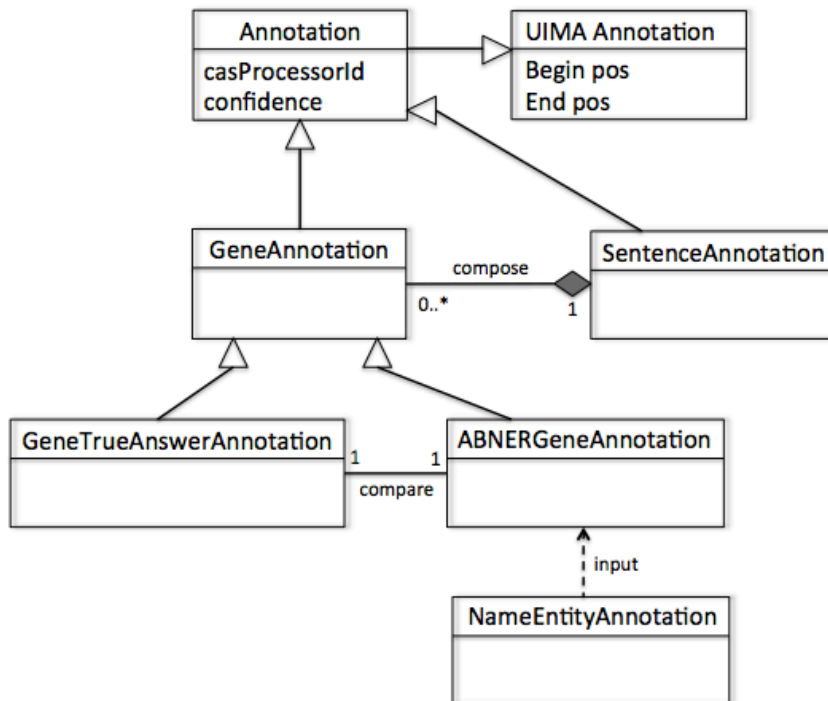 Annotation
casProcessorId
confidence
UIMA Annotation
Begin pos
End pos
GeneAnnotation
compose
0..*
1
SentenceAnnotation
GeneTrueAnswerAnnotation
1
1
compare
ABNERGeneAnnotation
input
NameEntityAnnotation